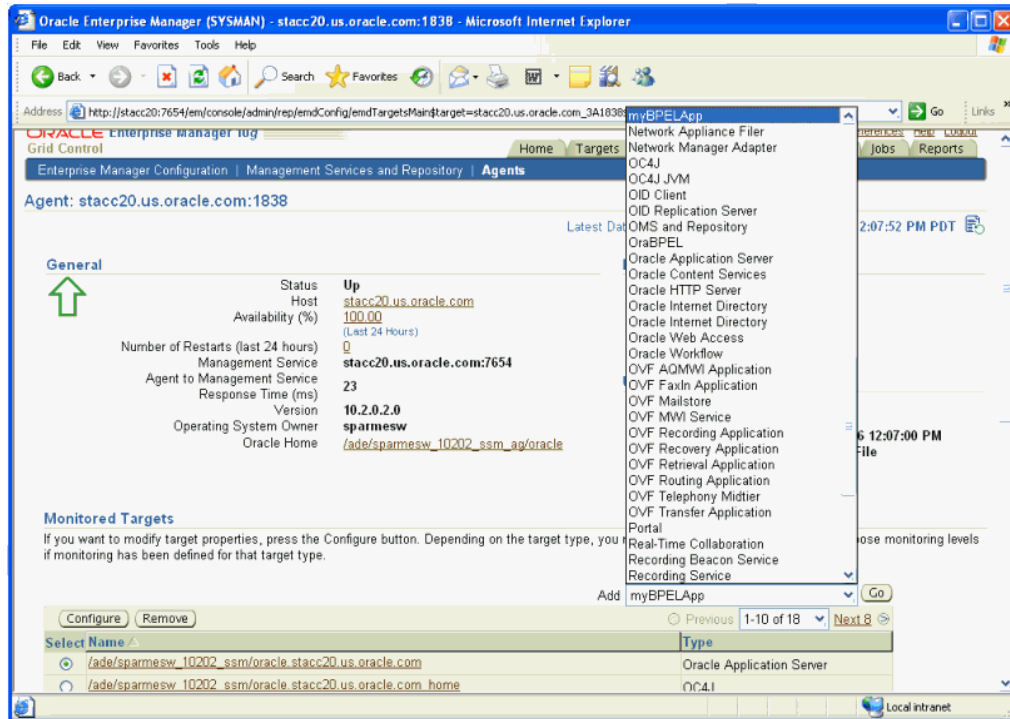 Oracle Enterprise Manager (SYSMAN) - stacc20.us.oracle.com:1838 - Microsoft Internet Explorer
File Edit View Favorites Tools Help
Back Search Favorites
Address http://stacc20:7654/em/console/admin/rep/emdConfig/emdTargetsMain$target=stacc20.us.oracle.com_3A1838 Go Links
ORACLE Enterprise Manager 10g
Grid Control
Preferences Help Logout
Home Targets Jobs Reports
Enterprise Manager Configuration | Management Services and Repository | Agents
Agent: stacc20.us.oracle.com:1838
Latest Dat 2:07:52 PM PDT
General
Status Up
Host stacc20.us.oracle.com
Availability (%) 100.00
(Last 24 Hours)
Number of Restarts (last 24 hours) 0
Management Service stacc20.us.oracle.com:7654
Agent to Management Service
Response Time (ms) 23
Version 10.2.0.2.0
Operating System Owner sparmesw
Oracle Home /ade/sparmesw_10202_ssm_ag/oracle
6 12:07:00 PM
File
myBPELApp
Network Appliance Filer
Network Manager Adapter
OC4J
OC4J JVM
OID Client
OID Replication Server
OMS and Repository
OraBPEL
Oracle Application Server
Oracle Content Services
Oracle HTTP Server
Oracle Internet Directory
Oracle Internet Directory
Oracle Web Access
Oracle Workflow
OVF AQMWI Application
OVF FaxIn Application
OVF Mailstore
OVF MWI Service
OVF Recording Application
OVF Recovery Application
OVF Retrieval Application
OVF Routing Application
OVF Telephony Midtier
OVF Transfer Application
Portal
Real-Time Collaboration
Recording Beacon Service
Recording Service
Monitored Targets
If you want to modify target properties, press the Configure button. Depending on the target type, you ose monitoring levels
if monitoring has been defined for that target type.
Add myBPELApp Go
Configure Remove Previous 1-10 of 18 Next 8
Select Name Type
/ade/sparmesw_10202_ssm/oracle.stacc20.us.oracle.com Oracle Application Server
/ade/sparmesw_10202_ssm/oracle.stacc20.us.oracle.com_home OC4J
Local intranet